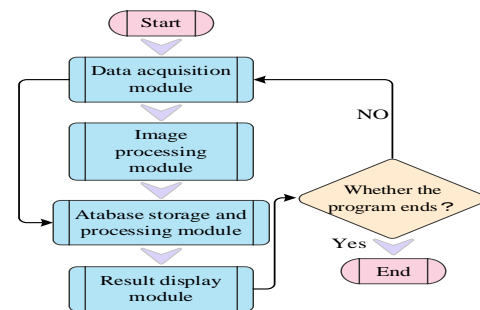 Start
Data acquisition
module
Image
processing
module
Atabase storage and
processing module
Result display
module
NO
Whether the
program ends？
Yes
End